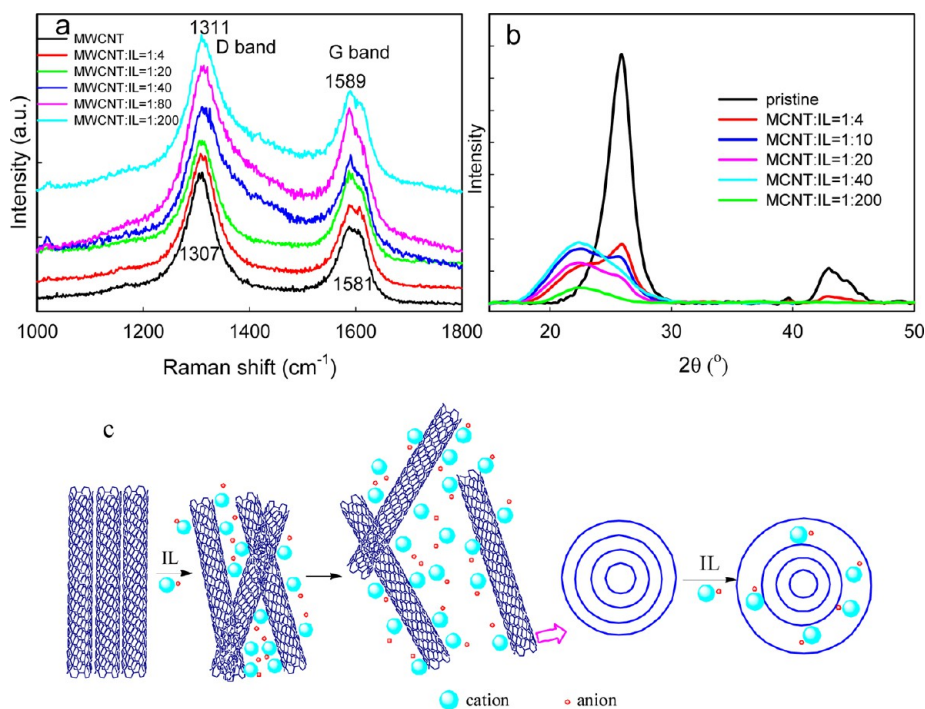 a
1311
D band
G band
1589
1307
1581
MWCNT
MWCNT:IL=1:4
MWCNT:IL=1:20
MWCNT:IL=1:40
MWCNT:IL=1:80
MWCNT:IL=1:200
Intensity (a.u.)
1000 1200 1400 1600 1800
Raman shift (cm⁻¹)
b
pristine
MCNT:IL=1:4
MCNT:IL=1:10
MCNT:IL=1:20
MCNT:IL=1:40
MCNT:IL=1:200
Intensity
20 30 40 50
2θ (°)
c
IL
IL
cation
anion